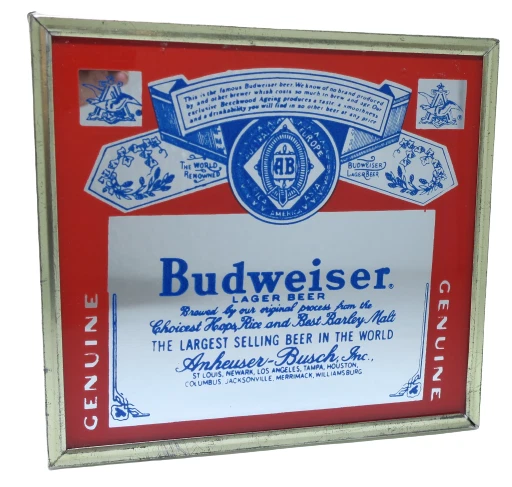 This is the famous Budweiser beer. We know of no brand produced
by and other brewer which costs so much to brew and age. Our
exclusive Beechwood Ageing produces a taste, a smoothness
and a drinkability you will find in no other beer at any price
EUROPE
THE WORLD
RENOWNED
AB
BUDWEISER
LAGER BEER
AMERICA
Budweiser®
LAGER BEER
Brewed by our original process from the
Choicest Hops, Rice and Best Barley Malt
THE LARGEST SELLING BEER IN THE WORLD
Anheuser-Busch, Inc.,
ST LOUIS, NEWARK, LOS ANGELES, TAMPA, HOUSTON,
COLUMBUS, JACKSONVILLE, MERRIMACK, WILLIAMSBURG
GENUINE
GENUINE